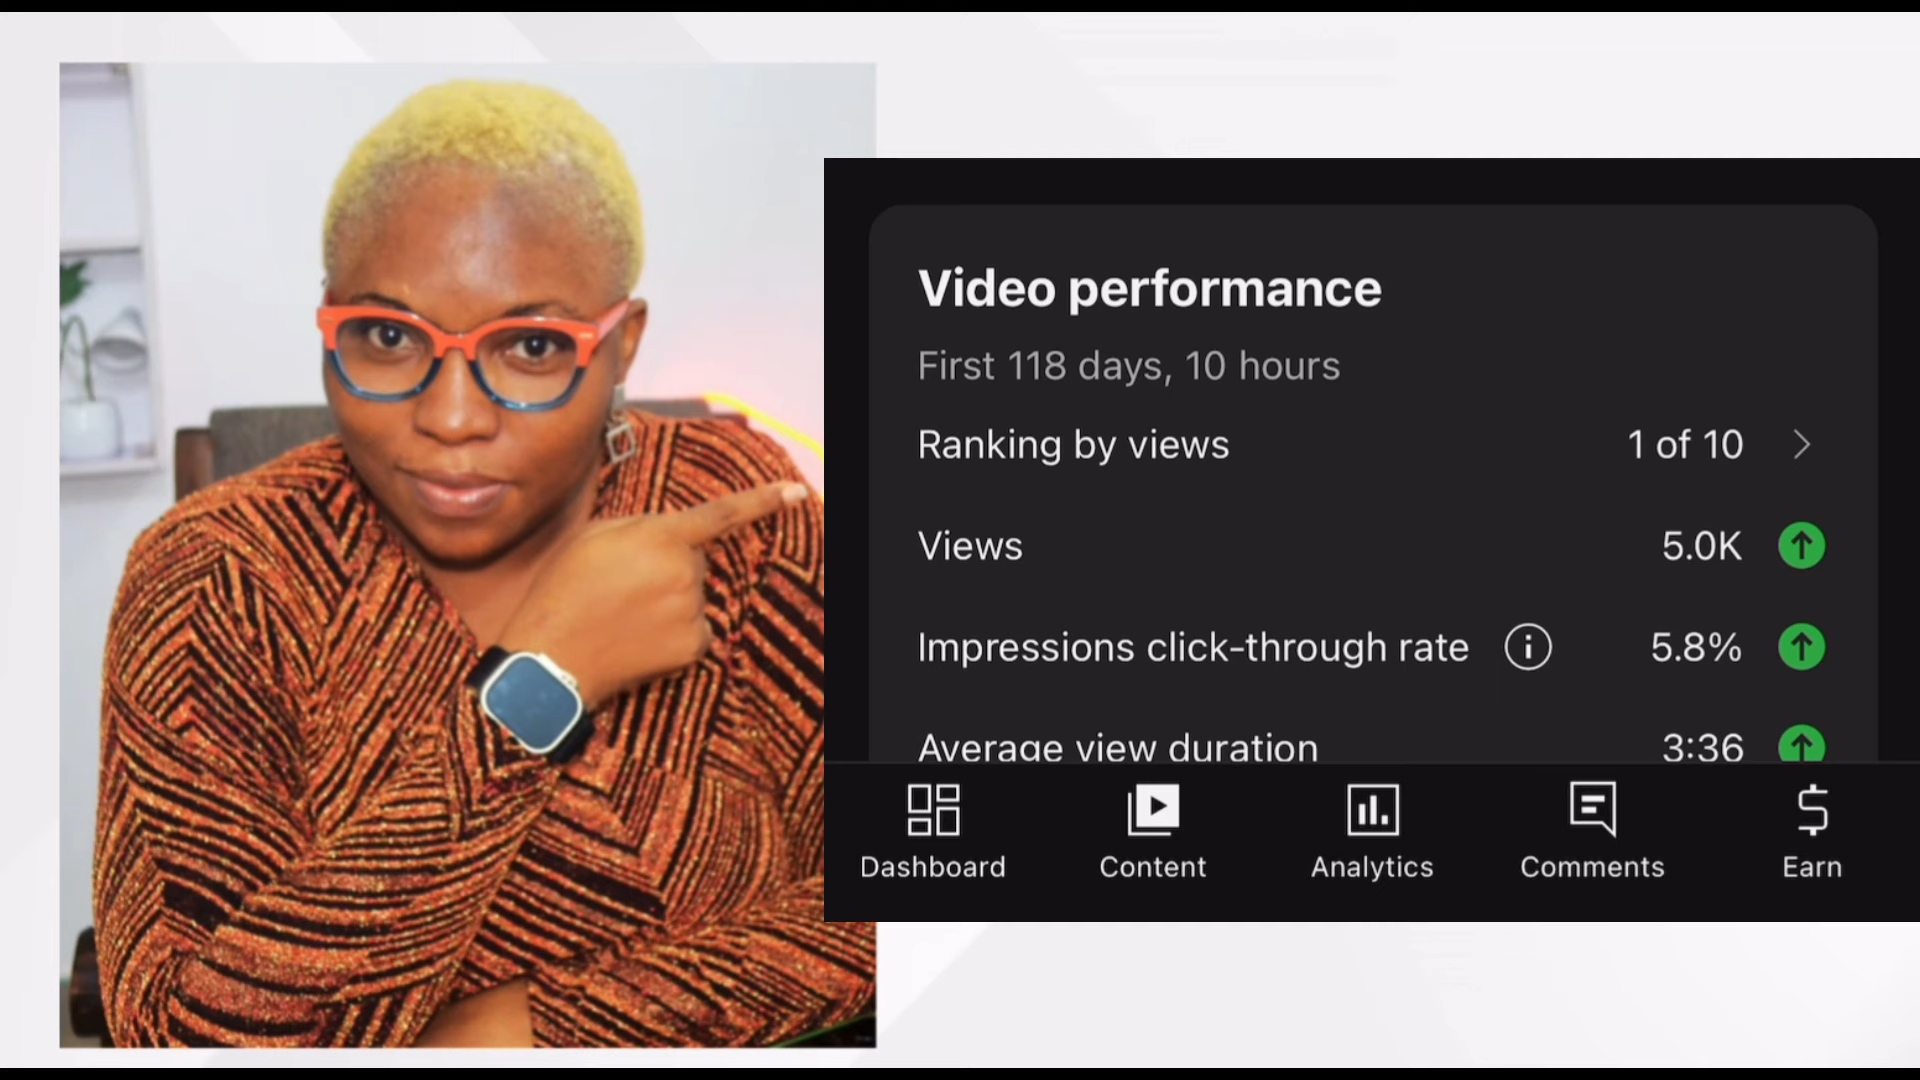 Video performance
First 118 days, 10 hours
Ranking by views 1 of 10
Views 5.0K
Impressions click-through rate 5.8%
Average view duration 3:36
Dashboard Content Analytics Comments Earn